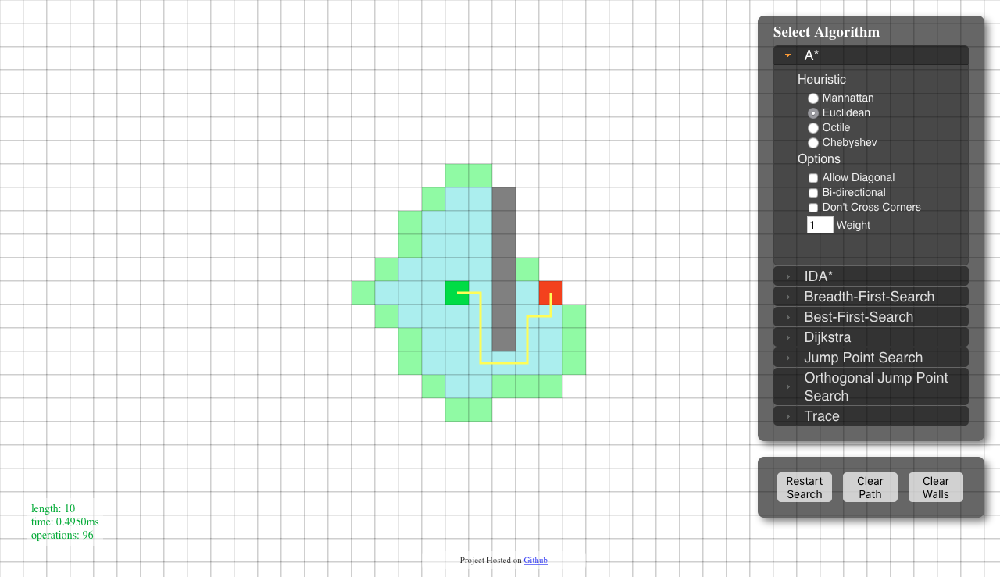 Select Algorithm
A*
Heuristic
Manhattan
Euclidean
Octile
Chebyshev
Options
Allow Diagonal
Bi-directional
Don't Cross Corners
1 Weight
IDA*
Breadth-First-Search
Best-First-Search
Dijkstra
Jump Point Search
Orthogonal Jump Point
Search
Trace
Restart
Search
Clear
Path
Clear
Walls
length: 10
time: 0.4950ms
operations: 96
Project Hosted on Github